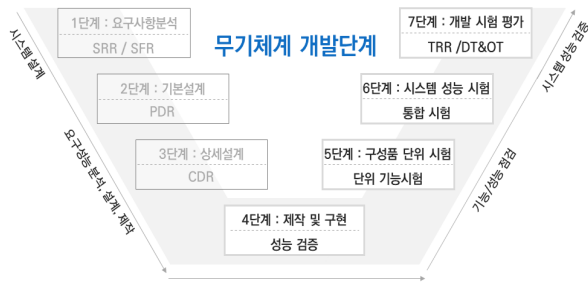 무기체계 개발단계
1단계 : 요구사항분석
SRR / SFR
2단계 : 기본설계
PDR
3단계 : 상세설계
CDR
4단계 : 제작 및 구현
성능 검증
5단계 : 구성품 단위 시험
단위 기능시험
6단계 : 시스템 성능 시험
통합 시험
7단계 : 개발 시험 평가
TRR /DT&OT
시스템 설계
요구성능 분석, 설계, 제작
기능/성능 점검
시스템 성능 검증